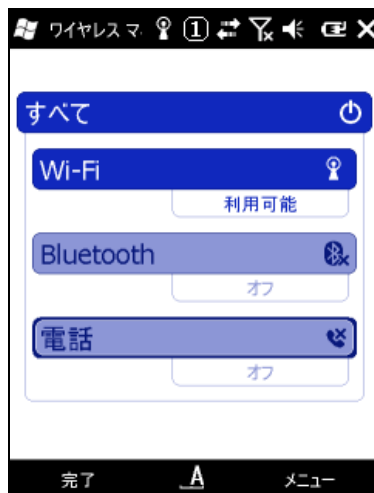 ワイヤレス マ. 1
すべて
Wi-Fi
利用可能
Bluetooth
オフ
電話
オフ
完了 A メニュー